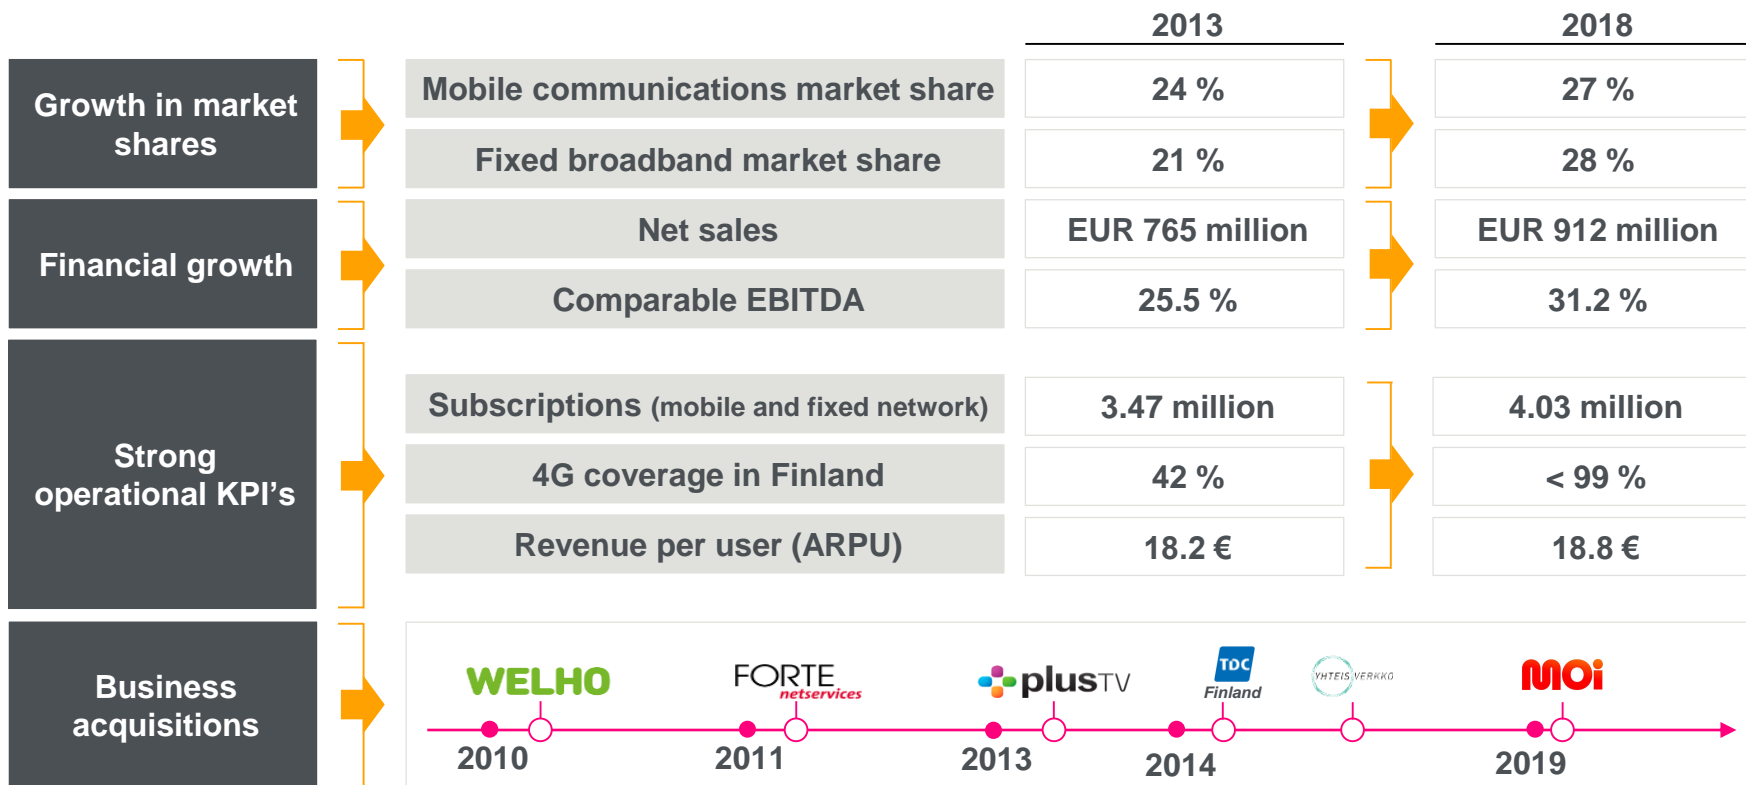 2013 2018
Growth in market
shares
Mobile communications market share 24 % 27 %
Fixed broadband market share 21 % 28 %
Financial growth
Net sales EUR 765 million EUR 912 million
Comparable EBITDA 25.5 % 31.2 %
Strong
operational KPI’s
Subscriptions (mobile and fixed network) 3.47 million 4.03 million
4G coverage in Finland 42 % < 99 %
Revenue per user (ARPU) 18.2 € 18.8 €
Business
acquisitions
WELHO
FORTE
netservices
plusTV
TDC
Finland
YHTEIS VERKKO
MOi
2010 2011 2013 2014 2019